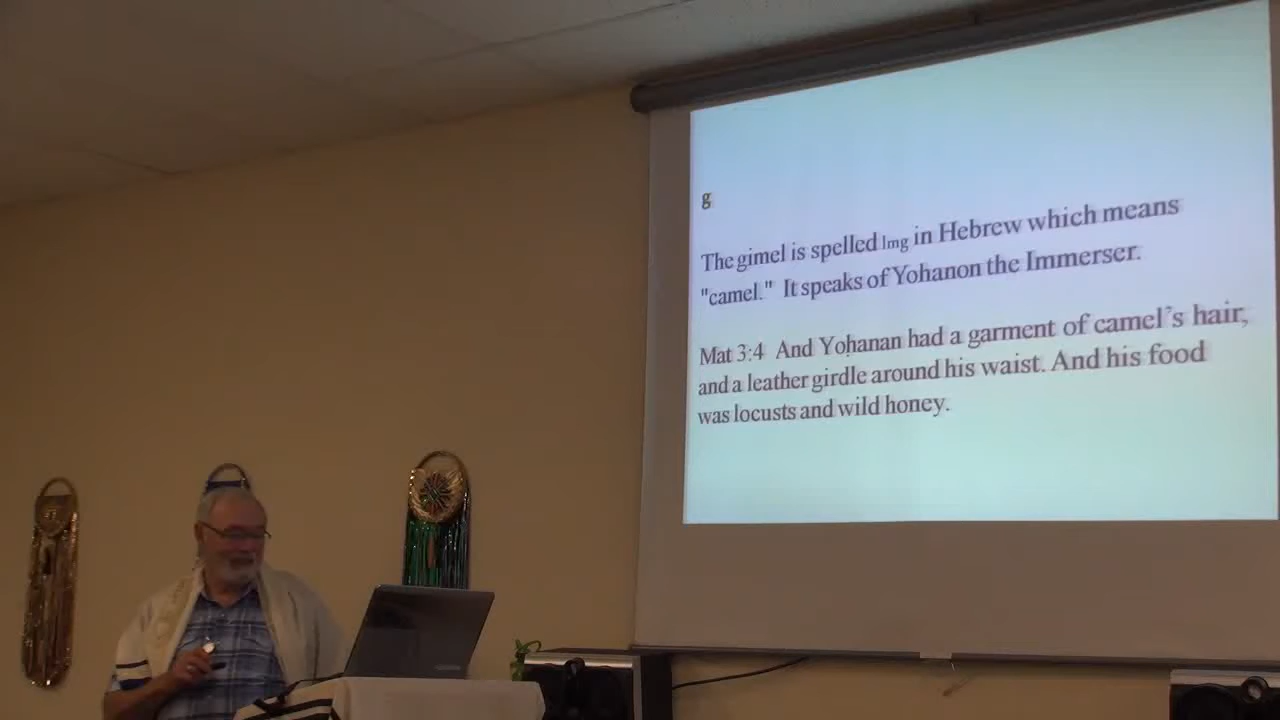 g
The gimel is spelled lmg in Hebrew which means
"camel." It speaks of Yohanon the Immerser.
Mat 3:4 And Yoḥanan had a garment of camel's hair,
and a leather girdle around his waist. And his food
was locusts and wild honey.